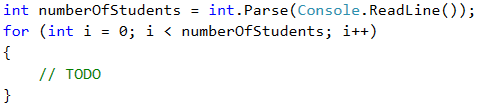 int numberOfStudents = int.Parse(Console.ReadLine());
for (int i = 0; i < numberOfStudents; i++)
{
    // TODO
}